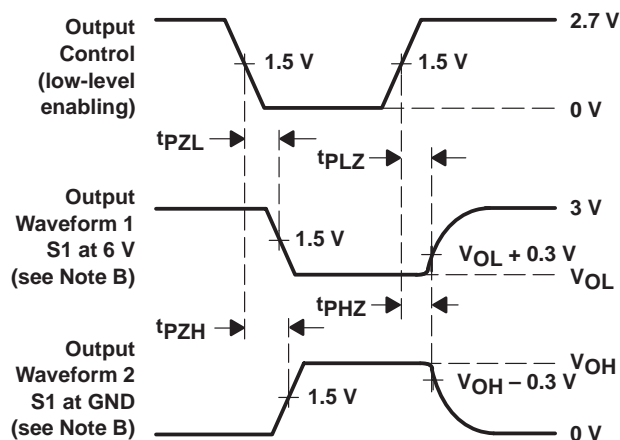 Output
Control
(low-level
enabling)
2.7 V
1.5 V
1.5 V
0 V
tPZL
tPLZ
Output
Waveform 1
S1 at 6 V
(see Note B)
3 V
1.5 V
VOL + 0.3 V
VOL
tPHZ
tPZH
Output
Waveform 2
S1 at GND
(see Note B)
VOH
VOH – 0.3 V
1.5 V
0 V